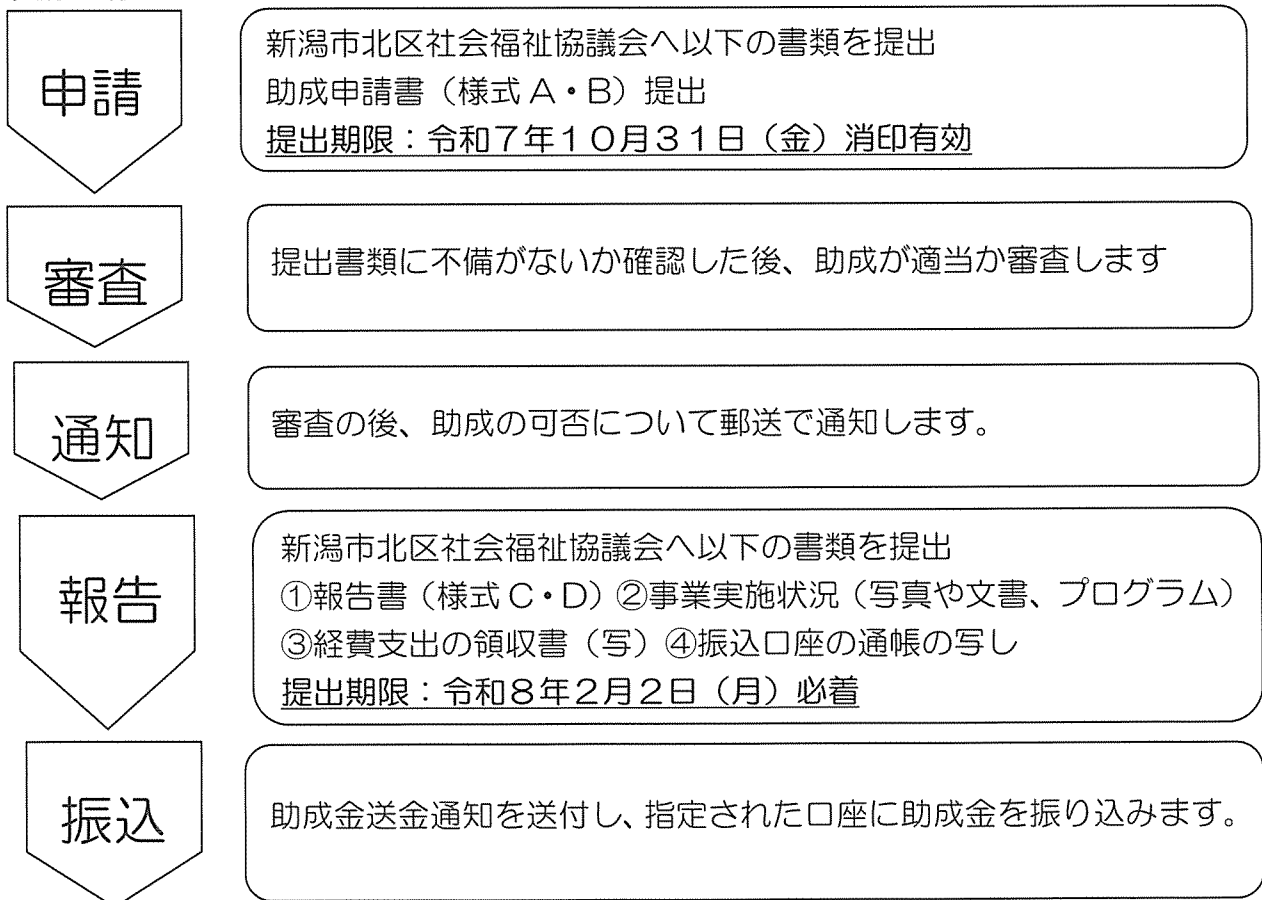 申請
新潟市北区社会福祉協議会へ以下の書類を提出
助成申請書（様式A・B）提出
提出期限：令和7年10月31日（金）消印有効
審査
提出書類に不備がないか確認した後、助成が適当か審査します
通知
審査の後、助成の可否について郵送で通知します。
報告
新潟市北区社会福祉協議会へ以下の書類を提出
①報告書（様式C・D）②事業実施状況（写真や文書、プログラム）
③経費支出の領収書（写）④振込口座の通帳の写し
提出期限：令和8年2月2日（月）必着
振込
助成金送金通知を送付し、指定された口座に助成金を振り込みます。